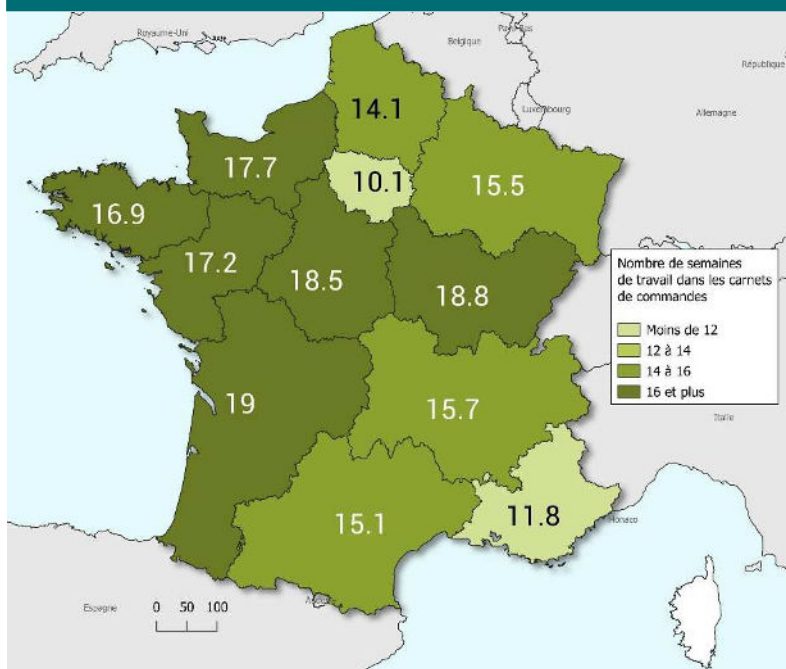 Royaume-Uni
Belgique
Pays-Bas
République
Luxembourg
Allemagne
14.1
17.7
10.1
15.5
16.9
17.2
18.5
18.8
Nombre de semaines
de travail dans les carnets
de commandes
Moins de 12
12 à 14
14 à 16
16 et plus
19
15.7
Italie
15.1
11.8
Monaco
Espagne
0 50 100